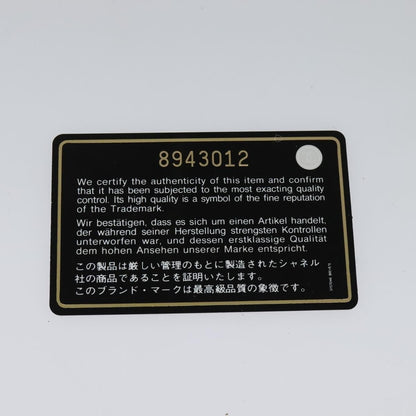 8943012
We certify the authenticity of this item and confirm
that it has been subjected to the most exacting quality
control. Its high quality is a symbol of the fine reputation
of the Trademark.
Wir bestätigen, dass es sich um einen Artikel handelt,
der während seiner Herstellung strengsten Kontrollen
unterworfen war, und dessen erstklassige Qualität
dem hohen Ansehen unserer Marke entspricht.
この製品は厳しい管理のもとに製造されたシャネル
社の商品であることを証明いたします。
このブランド・マークは最高級品質の象徴です。